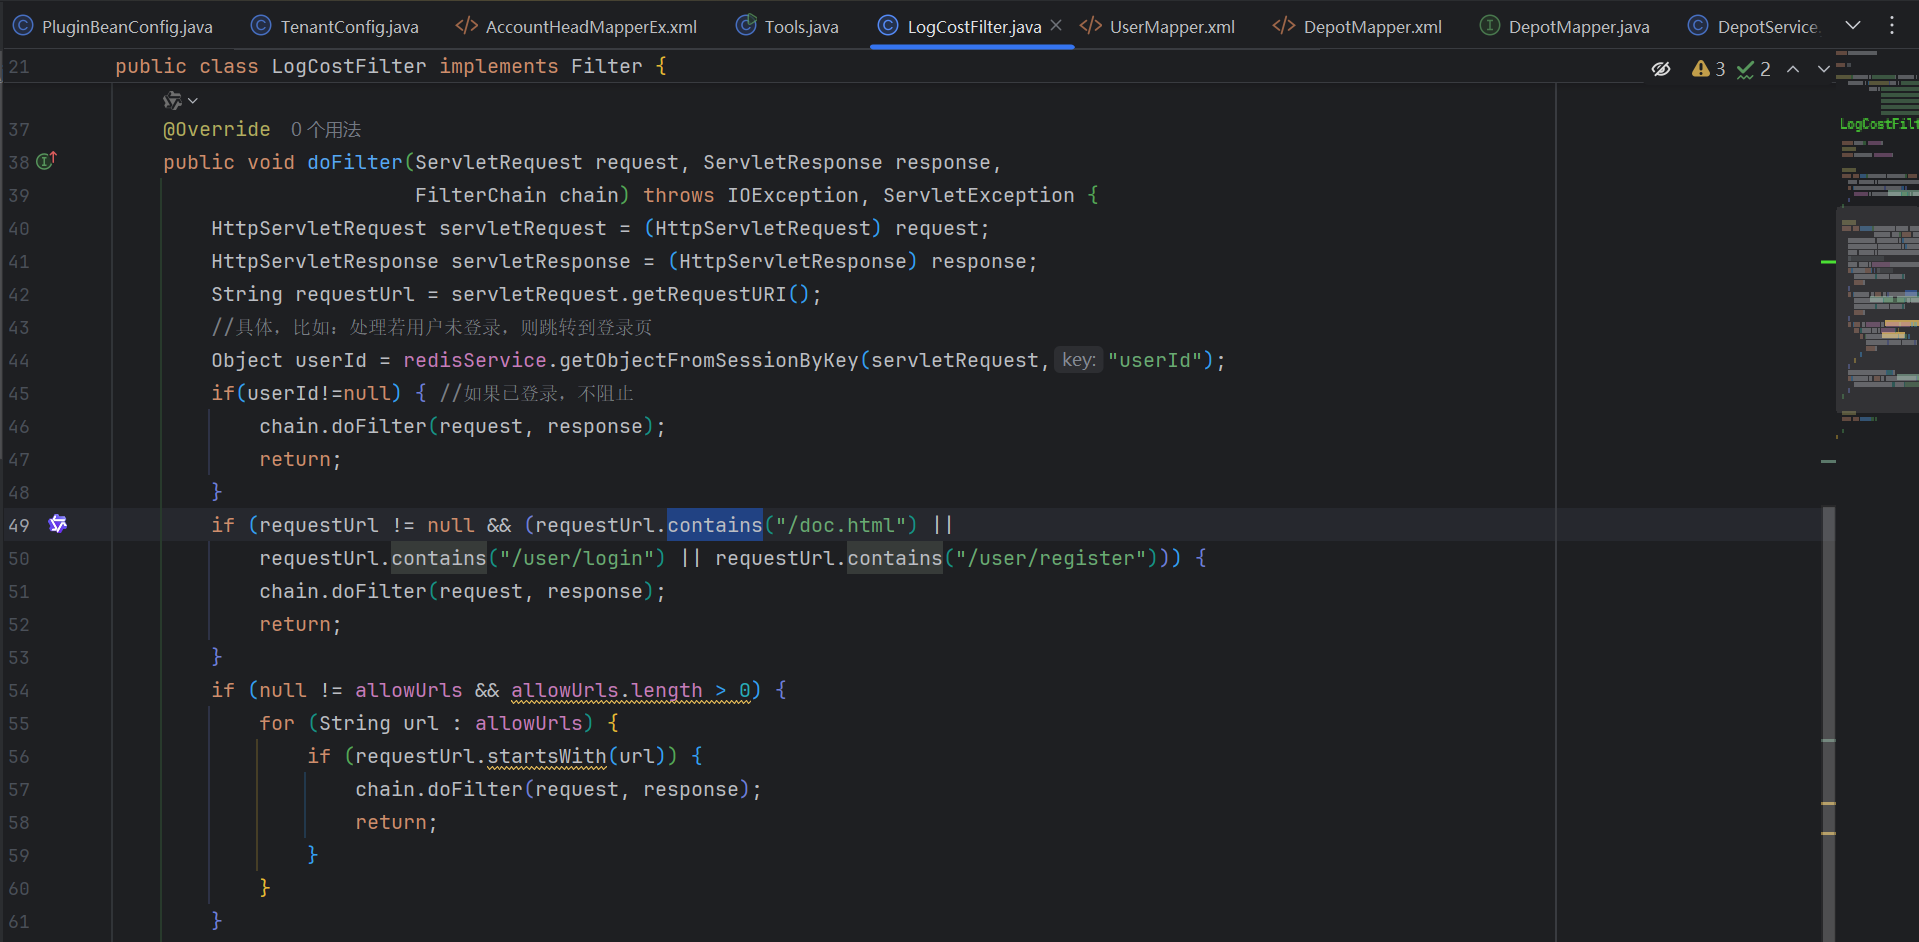 PluginBeanConfig.java TenantConfig.java AccountHeadMapperEx.xml Tools.java LogCostFilter.java UserMapper.xml DepotMapper.xml DepotMapper.java DepotService
21 public class LogCostFilter implements Filter { 3 2
37 @Override 0 个用法
38 public void doFilter(ServletRequest request, ServletResponse response,
39 FilterChain chain) throws IOException, ServletException {
40 HttpServletRequest servletRequest = (HttpServletRequest) request;
41 HttpServletResponse servletResponse = (HttpServletResponse) response;
42 String requestUrl = servletRequest.getRequestURI();
43 //具体，比如：处理若用户未登录，则跳转到登录页
44 Object userId = redisService.getObjectFromSessionByKey(servletRequest, key: "userId");
45 if(userId!=null) { //如果已登录，不阻止
46 chain.doFilter(request, response);
47 return;
48 }
49 if (requestUrl != null && (requestUrl.contains("/doc.html") ||
50 requestUrl.contains("/user/login") || requestUrl.contains("/user/register"))) {
51 chain.doFilter(request, response);
52 return;
53 }
54 if (null != allowUrls && allowUrls.length > 0) {
55 for (String url : allowUrls) {
56 if (requestUrl.startsWith(url)) {
57 chain.doFilter(request, response);
58 return;
59 }
60 }
61 }
LogCostFilt